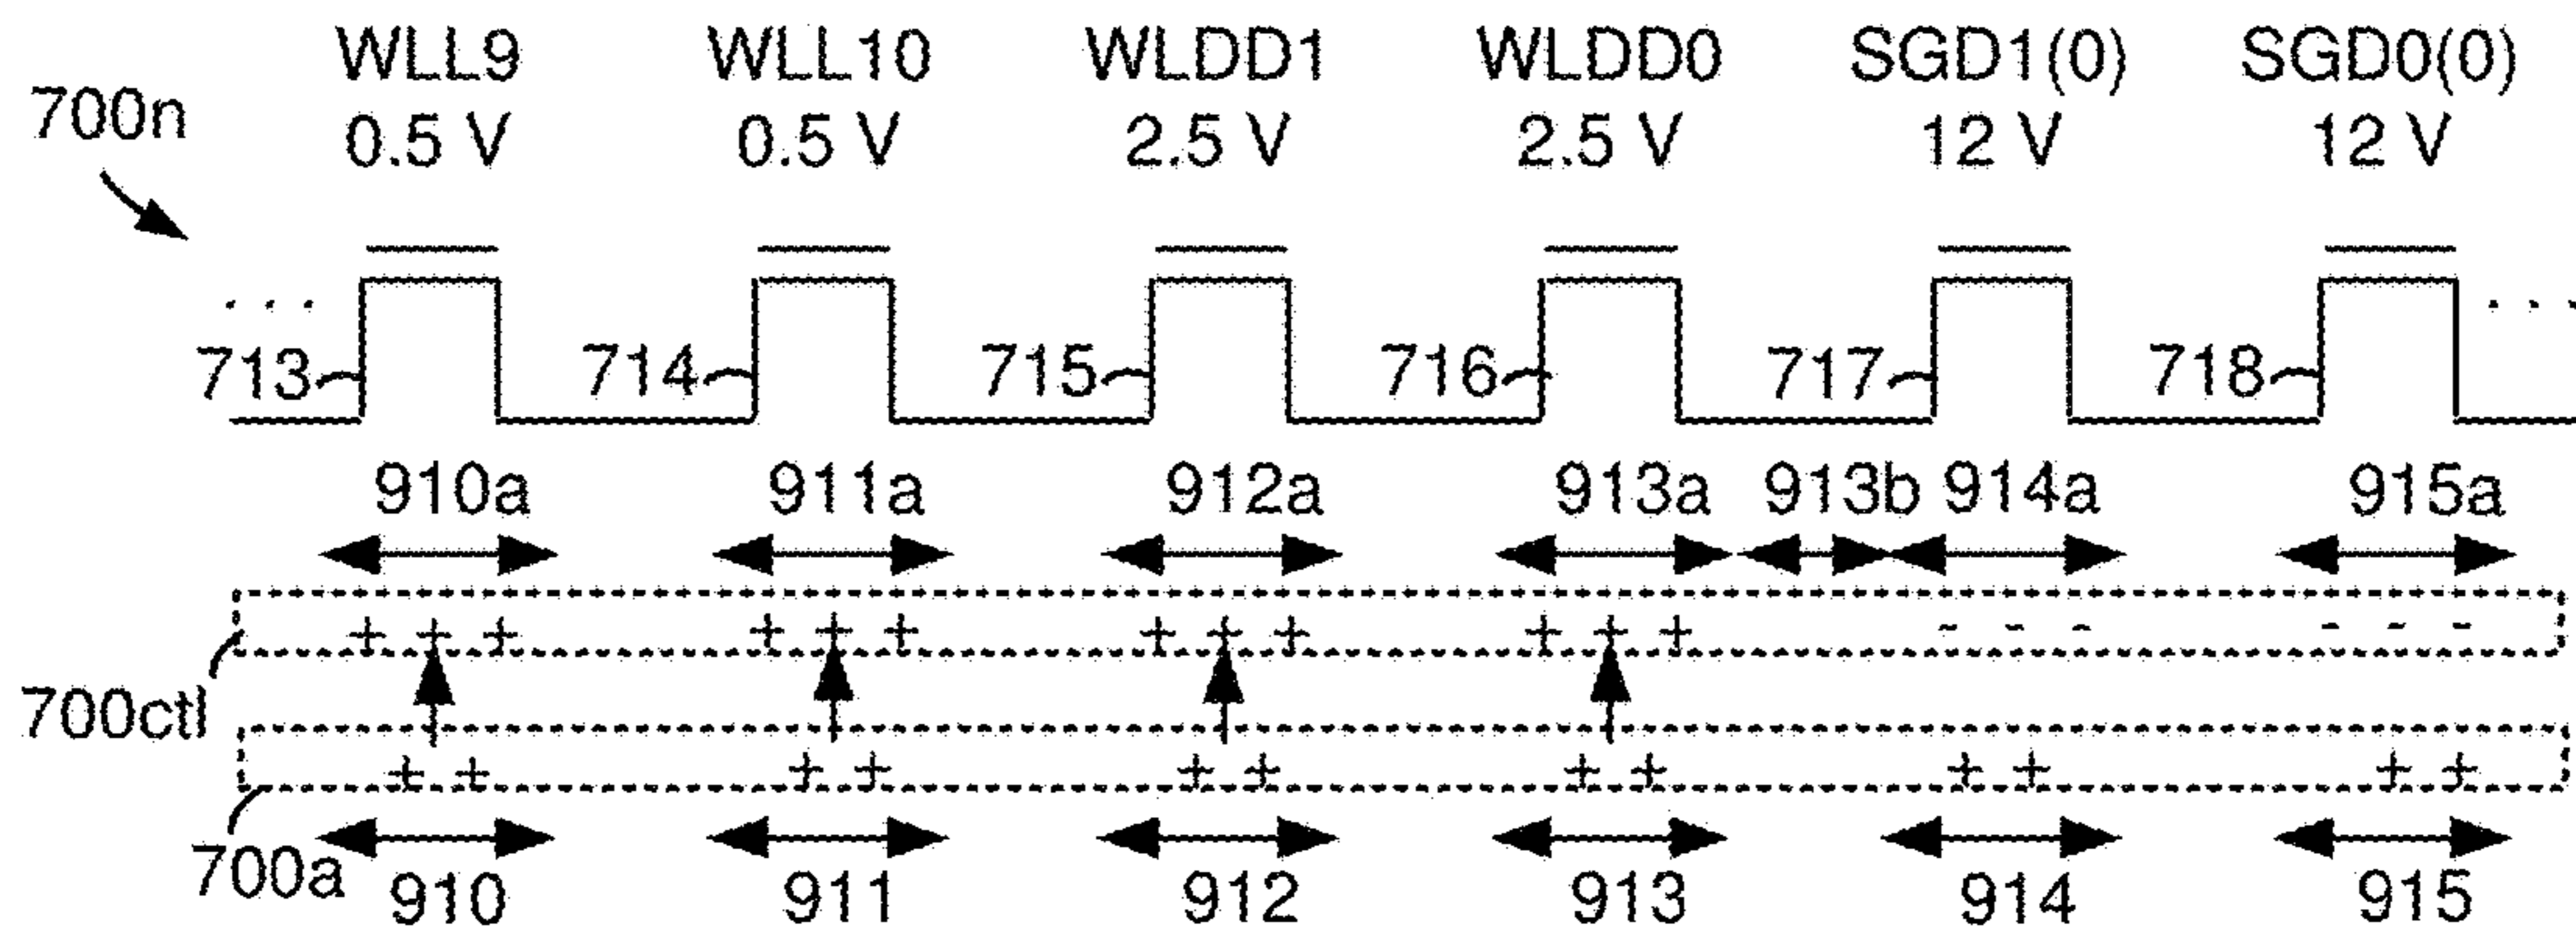 WLL9 WLL10 WLDD1 WLDD0 SGD1(0) SGD0(0)
700n 0.5 V 0.5 V 2.5 V 2.5 V 12 V 12 V
. . . . . .
713 714 715 716 717 718
910a 911a 912a 913a 913b 914a 915a
+ + + + + + + + + + + + - - - - - -
700ctl
+ + + + + + + + + + + +
700a 910 911 912 913 914 915